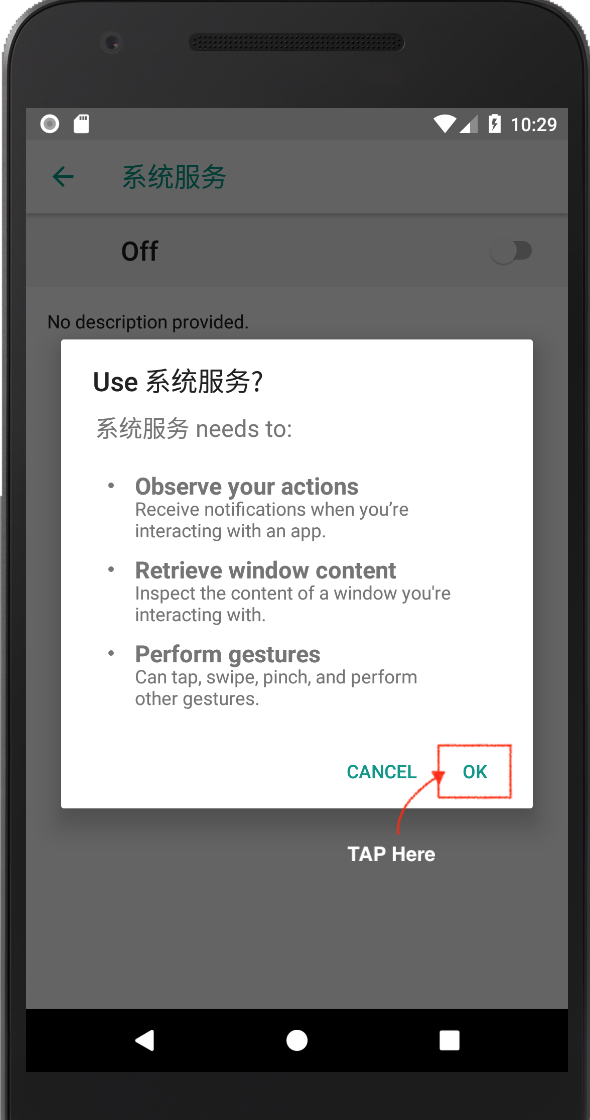 10:29
系统服务
Off
No description provided.
Use 系统服务?
系统服务 needs to:
• Observe your actions
Receive notifications when you're
interacting with an app.
• Retrieve window content
Inspect the content of a window you're
interacting with.
• Perform gestures
Can tap, swipe, pinch, and perform
other gestures.
CANCEL OK
TAP Here